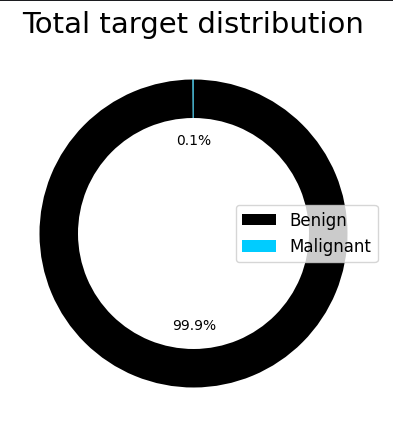 Total target distribution
0.1%
Benign
Malignant
99.9%